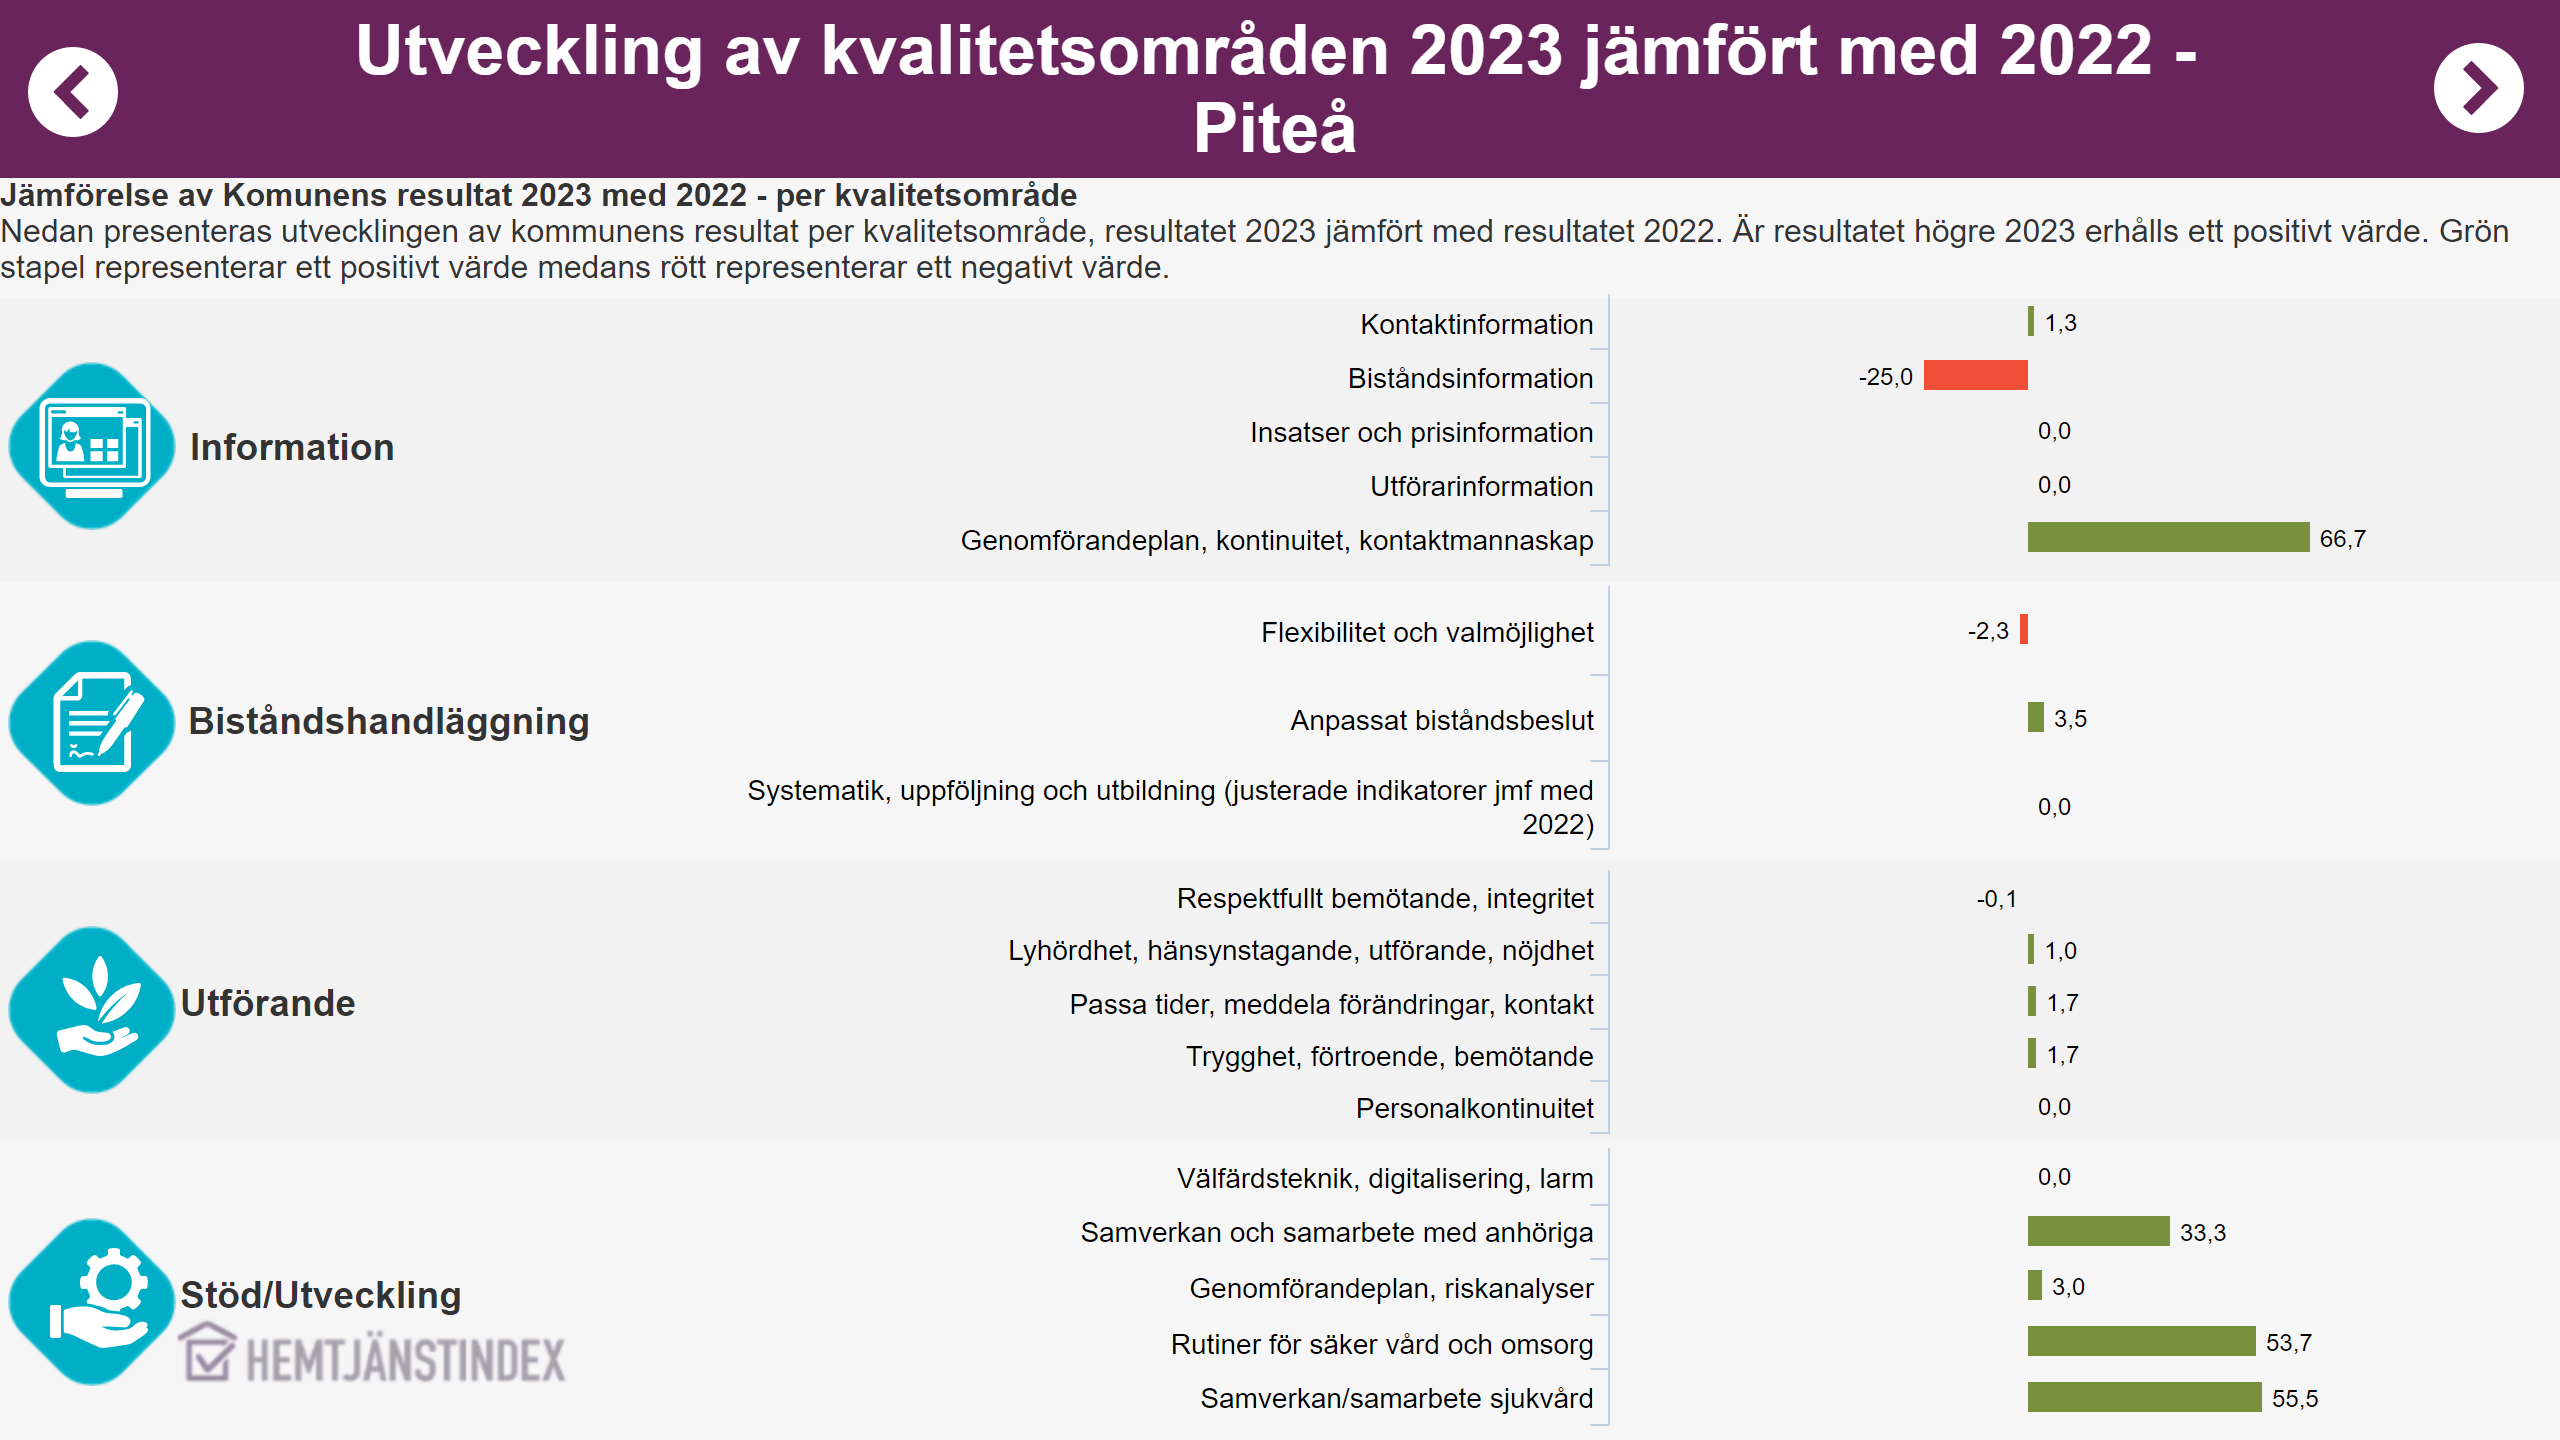 Utveckling av kvalitetsområden 2023 jämfört med 2022 -
Piteå
Jämförelse av Komunens resultat 2023 med 2022 - per kvalitetsområde
Nedan presenteras utvecklingen av kommunens resultat per kvalitetsområde, resultatet 2023 jämfört med resultatet 2022. Är resultatet högre 2023 erhålls ett positivt värde. Grön
stapel representerar ett positivt värde medans rött representerar ett negativt värde.
Information
Kontaktinformation 1,3
Biståndsinformation -25,0
Insatser och prisinformation 0,0
Utförarinformation 0,0
Genomförandeplan, kontinuitet, kontaktmannaskap 66,7
Biståndshandläggning
Flexibilitet och valmöjlighet -2,3
Anpassat biståndsbeslut 3,5
Systematik, uppföljning och utbildning (justerade indikatorer jmf med
2022) 0,0
Utförande
Respektfullt bemötande, integritet -0,1
Lyhördhet, hänsynstagande, utförande, nöjdhet 1,0
Passa tider, meddela förändringar, kontakt 1,7
Trygghet, förtroende, bemötande 1,7
Personalkontinuitet 0,0
Stöd/Utveckling
HEMTJÄNSTINDEX
Välfärdsteknik, digitalisering, larm 0,0
Samverkan och samarbete med anhöriga 33,3
Genomförandeplan, riskanalyser 3,0
Rutiner för säker vård och omsorg 53,7
Samverkan/samarbete sjukvård 55,5